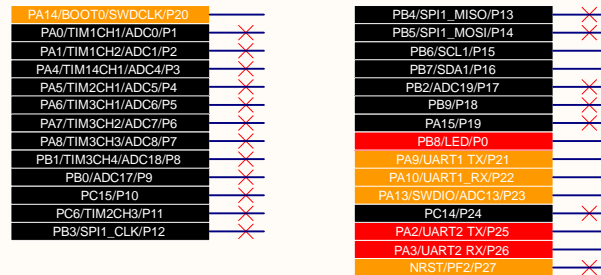 PA14/BOOT0/SWDCLK/P20
PA0/TIM1CH1/ADC0/P1
PA1/TIM1CH2/ADC1/P2
PA4/TIM14CH1/ADC4/P3
PA5/TIM2CH1/ADC5/P4
PA6/TIM3CH1/ADC6/P5
PA7/TIM3CH2/ADC7/P6
PA8/TIM3CH3/ADC8/P7
PB1/TIM3CH4/ADC18/P8
PB0/ADC17/P9
PC15/P10
PC6/TIM2CH3/P11
PB3/SPI1_CLK/P12
PB4/SPI1_MISO/P13
PB5/SPI1_MOSI/P14
PB6/SCL1/P15
PB7/SDA1/P16
PB2/ADC19/P17
PB9/P18
PA15/P19
PB8/LED/P0
PA9/UART1 TX/P21
PA10/UART1_RX/P22
PA13/SWDIO/ADC13/P23
PC14/P24
PA2/UART2 TX/P25
PA3/UART2 RX/P26
NRST/PF2/P27